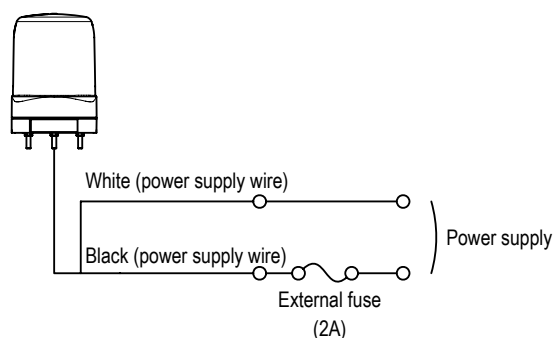 White (power supply wire)
Black (power supply wire)
Power supply
External fuse
(2A)